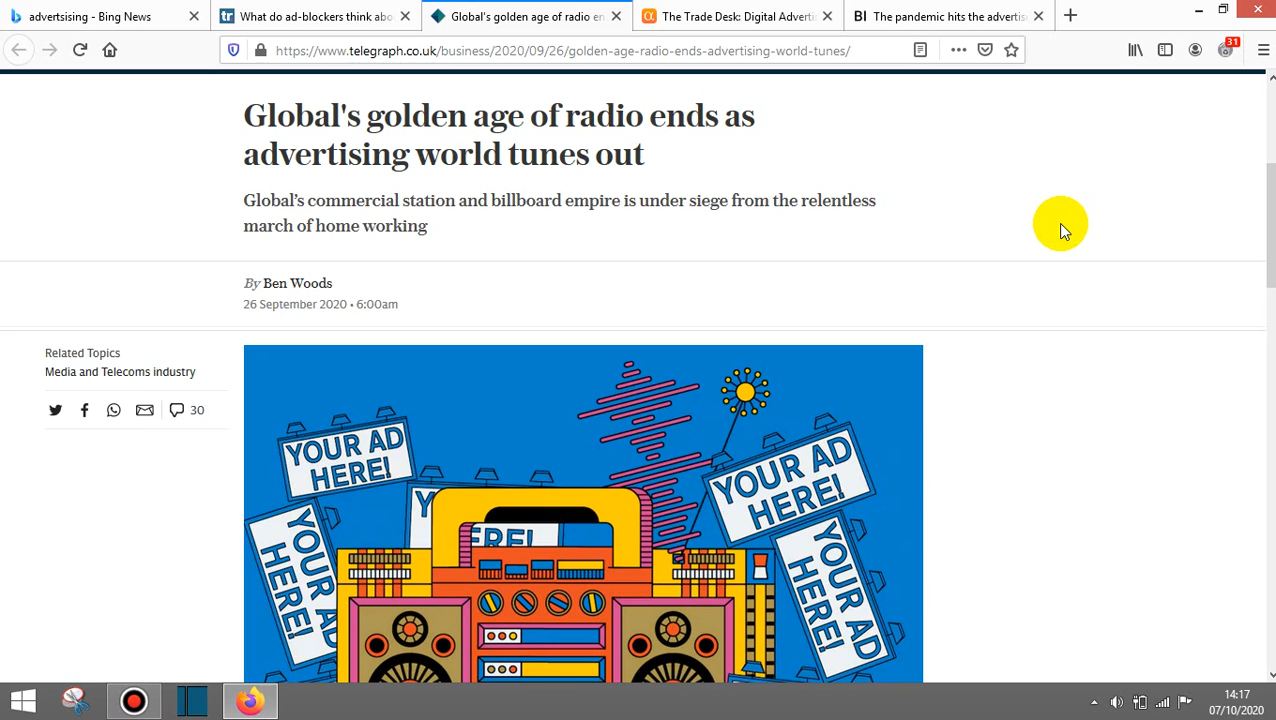 advertising - Bing News
What do ad-blockers think abo
Global's golden age of radio en
The Trade Desk: Digital Adverti
BI The pandemic hits the advertis
https://www.telegraph.co.uk/business/2020/09/26/golden-age-radio-ends-advertising-world-tunes/
31
Global's golden age of radio ends as
advertising world tunes out
Global's commercial station and billboard empire is under siege from the relentless
march of home working
By Ben Woods
26 September 2020 • 6:00am
Related Topics
Media and Telecoms industry
30
YOUR AD
HERE!
YOUR AD
HERE!
YOUR AD
HERE!
YOUR AD
HERE!
14:17
07/10/2020